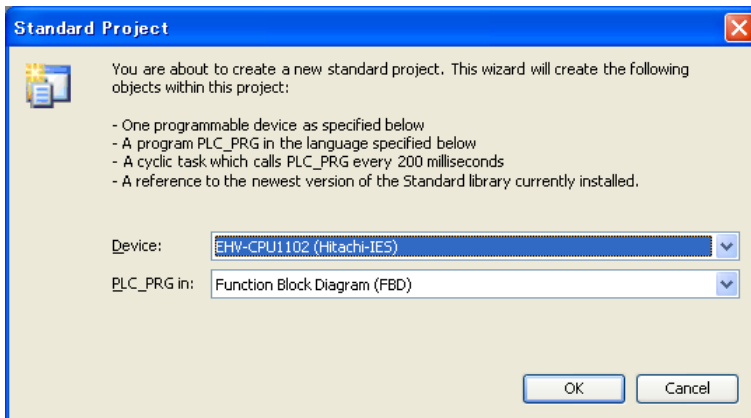 Standard Project
You are about to create a new standard project. This wizard will create the following
objects within this project:
- One programmable device as specified below
- A program PLC_PRG in the language specified below
- A cyclic task which calls PLC_PRG every 200 milliseconds
- A reference to the newest version of the Standard library currently installed.
Device: EHV-CPU1102 (Hitachi-IES)
PLC_PRG in: Function Block Diagram (FBD)
OK Cancel